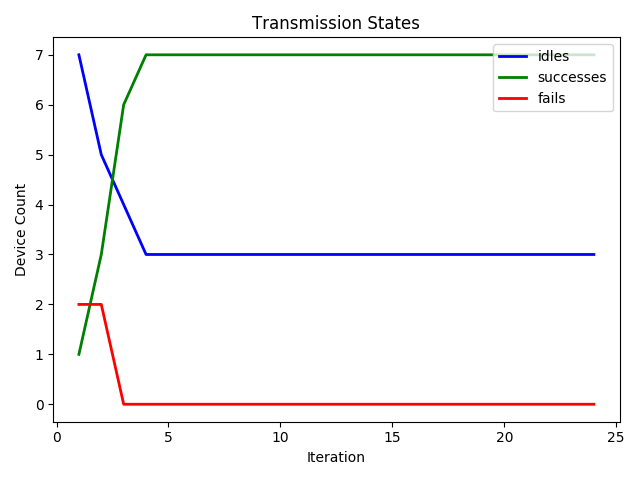 Transmission States
Device Count
7
6
5
4
3
2
1
0
idles
successes
fails
0 5 10 15 20 25
Iteration